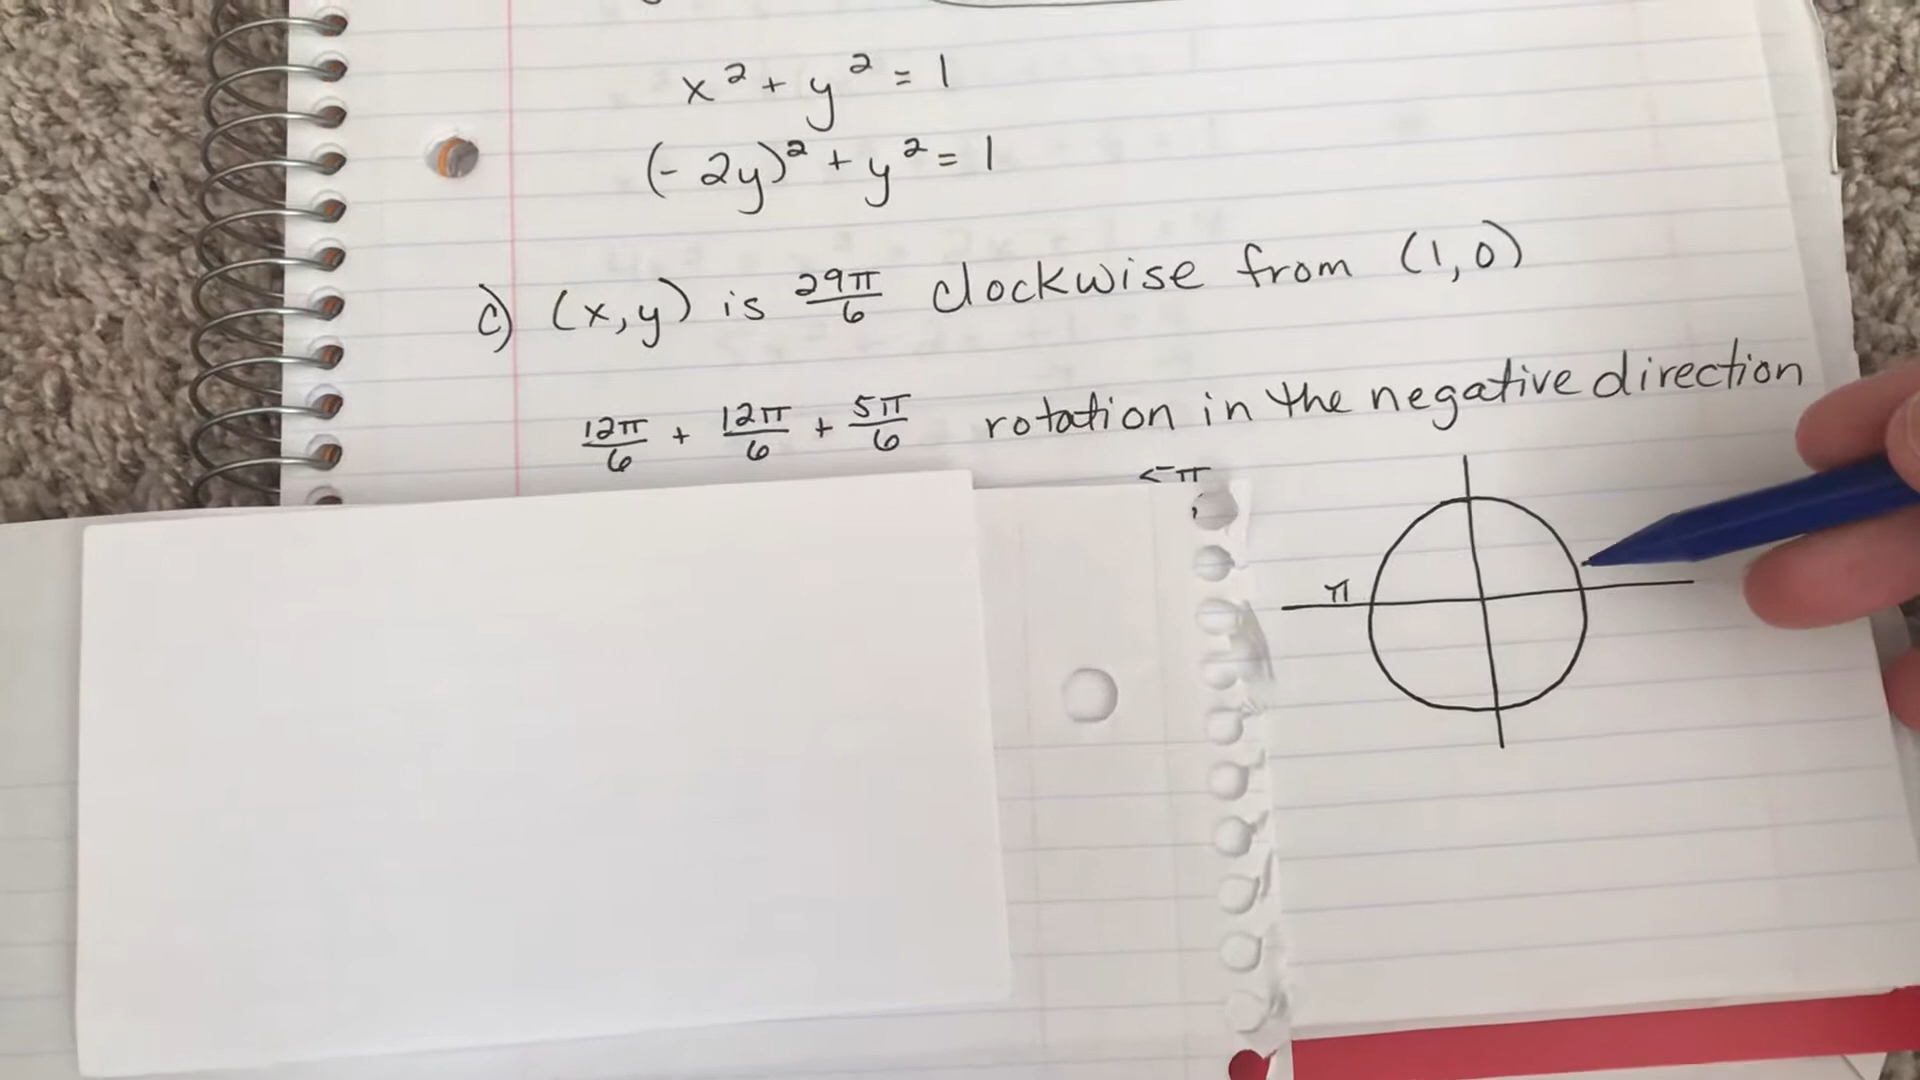 x² + y² = 1
(-2y)² + y² = 1
c) (x,y) is 29π/6 clockwise from (1,0)
12π/6 + 12π/6 + 5π/6 rotation in the negative direction
π